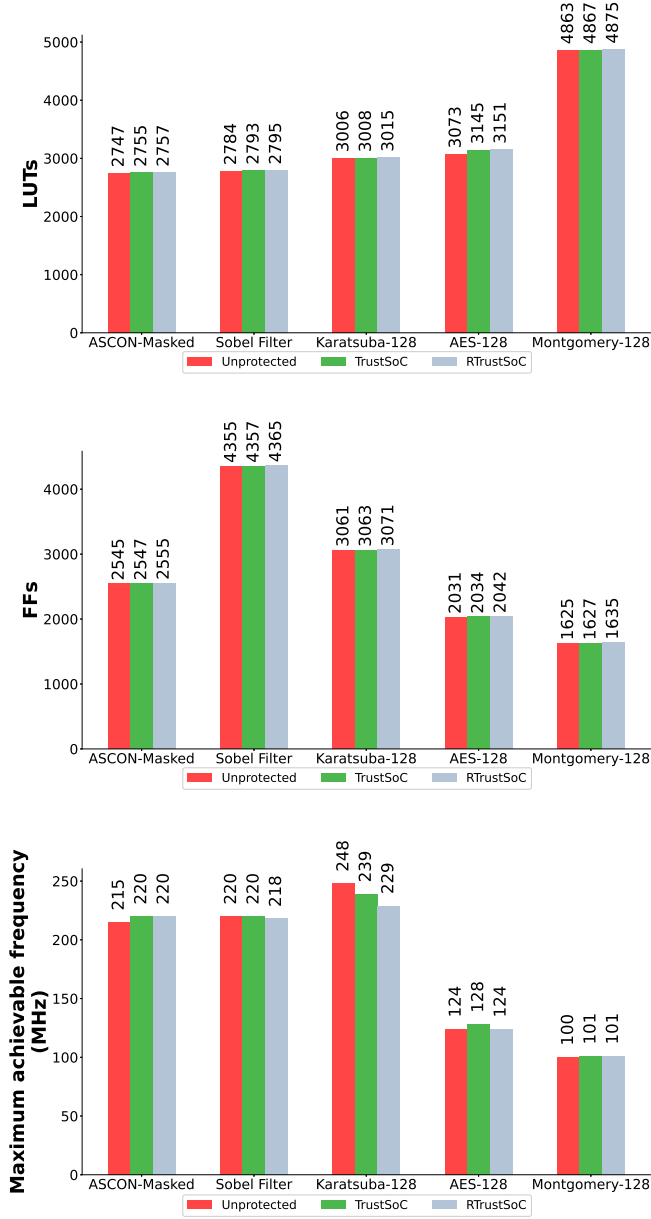 4863 4867 4875
5000
2747 2755 2757 2784 2793 2795 3006 3008 3015 3073 3145 3151
4000
3000
2000
1000
0
LUTs
ASCON-Masked Sobel Filter Karatsuba-128 AES-128 Montgomery-128
Unprotected TrustSoC RTrustSoC
4355 4357 4365
4000
3061 3063 3071
2545 2547 2555
3000
2031 2034 2042
1625 1627 1635
2000
1000
0
FFs
ASCON-Masked Sobel Filter Karatsuba-128 AES-128 Montgomery-128
Unprotected TrustSoC RTrustSoC
248 239 229
215 220 220 220 220 218
250
200
150
124 128 124
100 101 101
100
50
0
Maximum achievable frequency
(MHz)
ASCON-Masked Sobel Filter Karatsuba-128 AES-128 Montgomery-128
Unprotected TrustSoC RTrustSoC